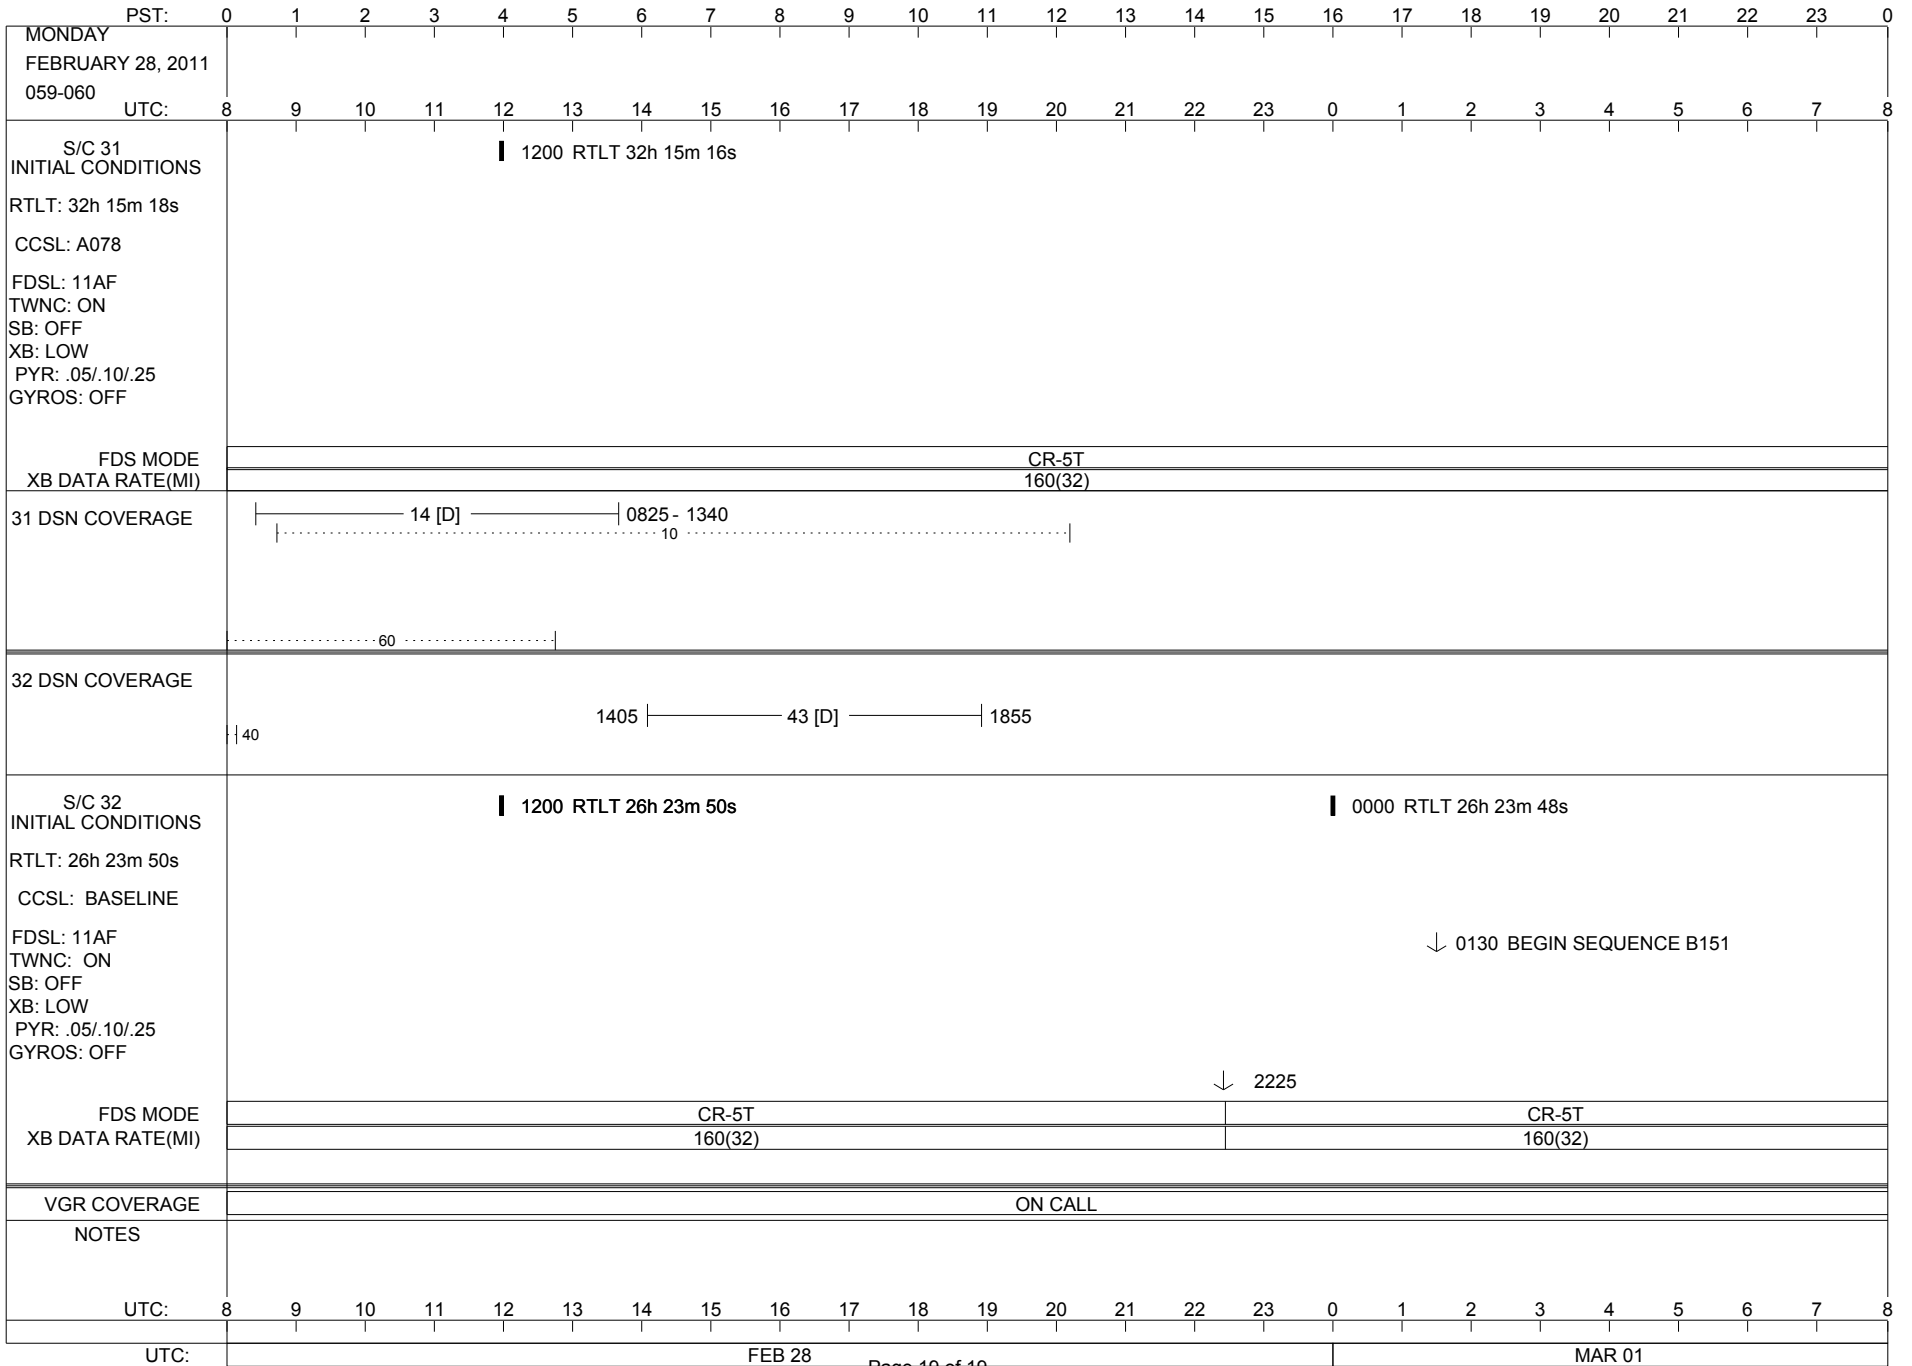 PST: 0 1 2 3 4 5 6 7 8 9 10 11 12 13 14 15 16 17 18 19 20 21 22 23 0
MONDAY
FEBRUARY 28, 2011
059-060
UTC: 8 9 10 11 12 13 14 15 16 17 18 19 20 21 22 23 0 1 2 3 4 5 6 7 8
S/C 31
INITIAL CONDITIONS
1200 RTLT 32h 15m 16s
RTLT: 32h 15m 18s
CCSL: A078
FDSL: 11AF
TWNC: ON
SB: OFF
XB: LOW
PYR: .05/.10/.25
GYROS: OFF
FDS MODE CR-5T
XB DATA RATE(MI) 160(32)
31 DSN COVERAGE 14 [D] 0825 - 1340
10
60
32 DSN COVERAGE
1405 43 [D] 1855
40
S/C 32
INITIAL CONDITIONS
1200 RTLT 26h 23m 50s 0000 RTLT 26h 23m 48s
RTLT: 26h 23m 50s
CCSL: BASELINE
FDSL: 11AF
0130 BEGIN SEQUENCE B151
TWNC: ON
SB: OFF
XB: LOW
PYR: .05/.10/.25
GYROS: OFF
2225
FDS MODE CR-5T CR-5T
XB DATA RATE(MI) 160(32) 160(32)
VGR COVERAGE ON CALL
NOTES
UTC: 8 9 10 11 12 13 14 15 16 17 18 19 20 21 22 23 0 1 2 3 4 5 6 7 8
UTC: FEB 28 MAR 01
Page 19 of 19